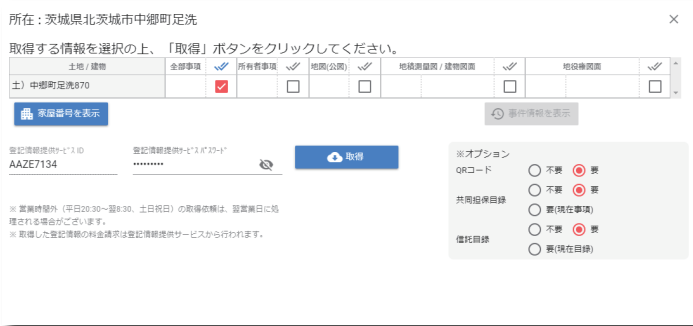 所在 : 茨城県北茨城市中郷町足洗
取得する情報を選択の上、「取得」ボタンをクリックしてください。
土地 / 建物 全部事項 所有者事項 地図(公図) 地積測量図 / 建物図面 地役権図面
土）中郷町足洗870
家屋番号を表示 事件情報を表示
登記情報提供ｻｰﾋﾞｽ ID 登記情報提供ｻｰﾋﾞｽ ﾊﾟｽﾜｰﾄﾞ
AAZE7134 ········· 取得
※オプション
QRコード 不要 要
共同担保目録 不要 要
要(現在事項)
信託目録 不要 要
要(現在目録)
※ 営業時間外（平日20:30～翌8:30、土日祝日）の取得依頼は、翌営業日に処
理される場合がございます。
※ 取得した登記情報の料金請求は登記情報提供サービスから行われます。